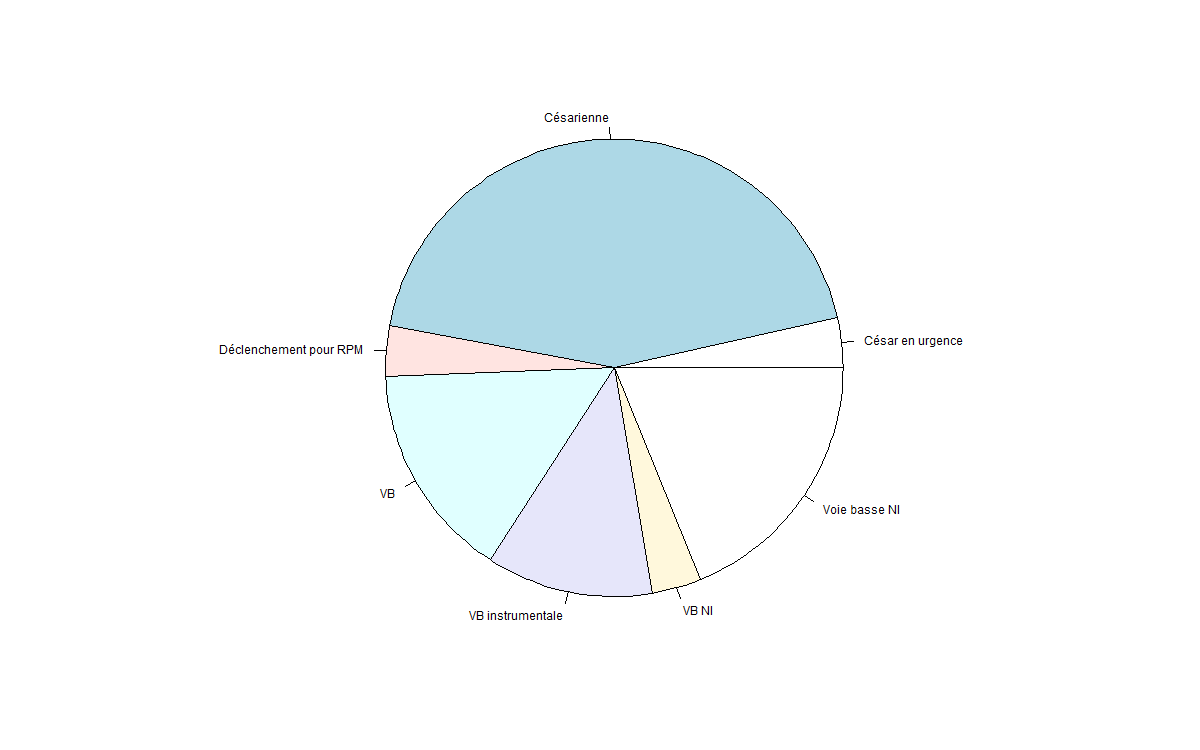 Césarienne
César en urgence
Déclenchement pour RPM
VB
Voie basse NI
VB NI
VB instrumentale